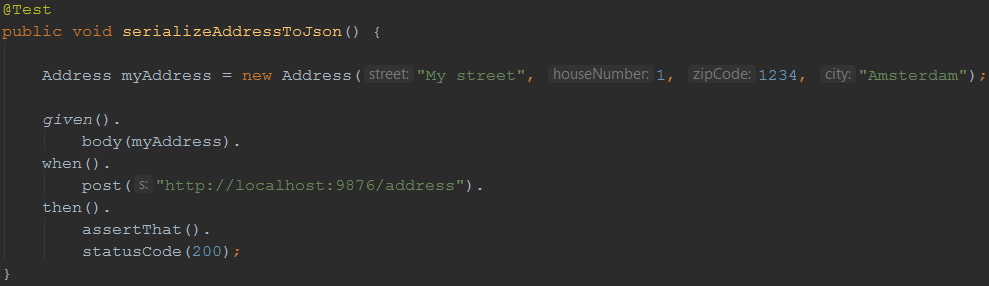 @Test
public void serializeAddressToJson() {
Address myAddress = new Address( street: "My street", houseNumber: 1, zipCode: 1234, city: "Amsterdam");
given().
body(myAddress).
when().
post( s: "http://localhost:9876/address").
then().
assertThat().
statusCode(200);
}